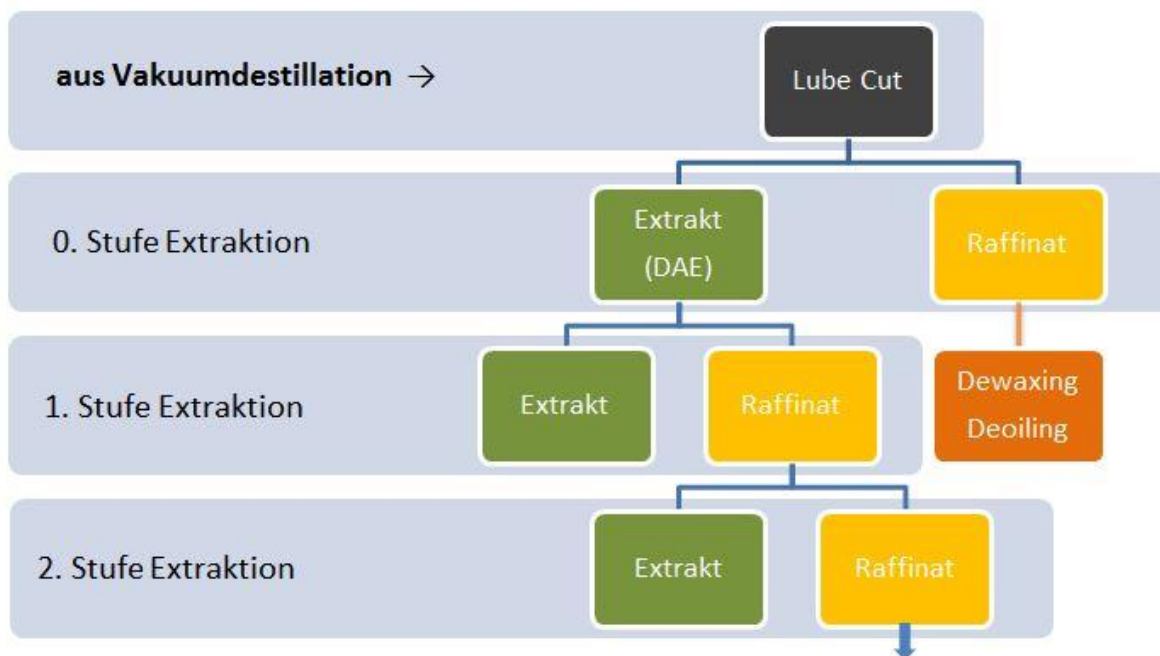 aus Vakuumdestillation →
Lube Cut
0. Stufe Extraktion
Extrakt
(DAE)
Raffinat
1. Stufe Extraktion
Extrakt
Raffinat
Dewaxing
Deoiling
2. Stufe Extraktion
Extrakt
Raffinat